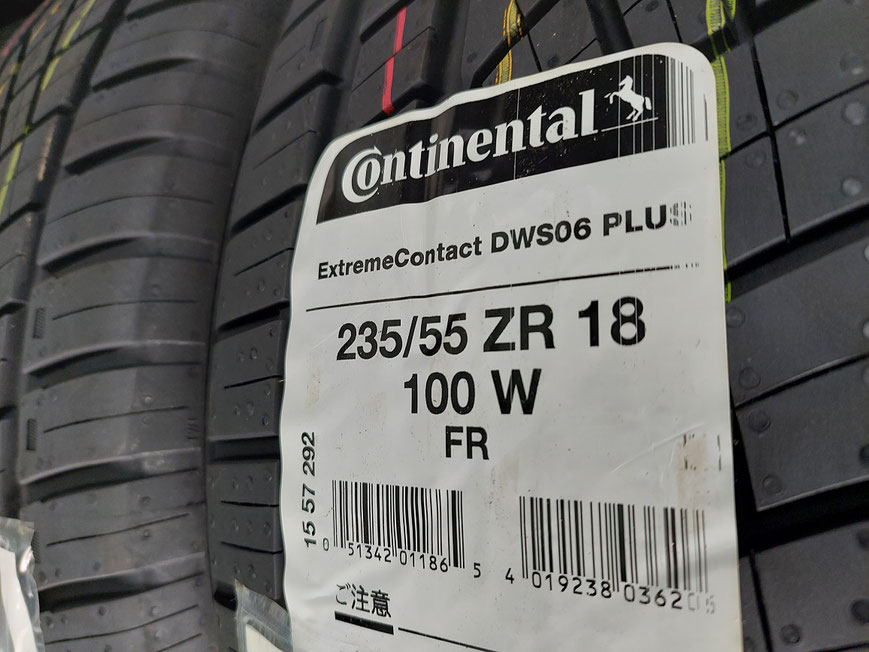 Continental
ExtremeContact DWS06 PLUS
235/55 ZR 18
100 W
FR
15 57 292
0 51342 01186 5
4 019238 0362
ご注意